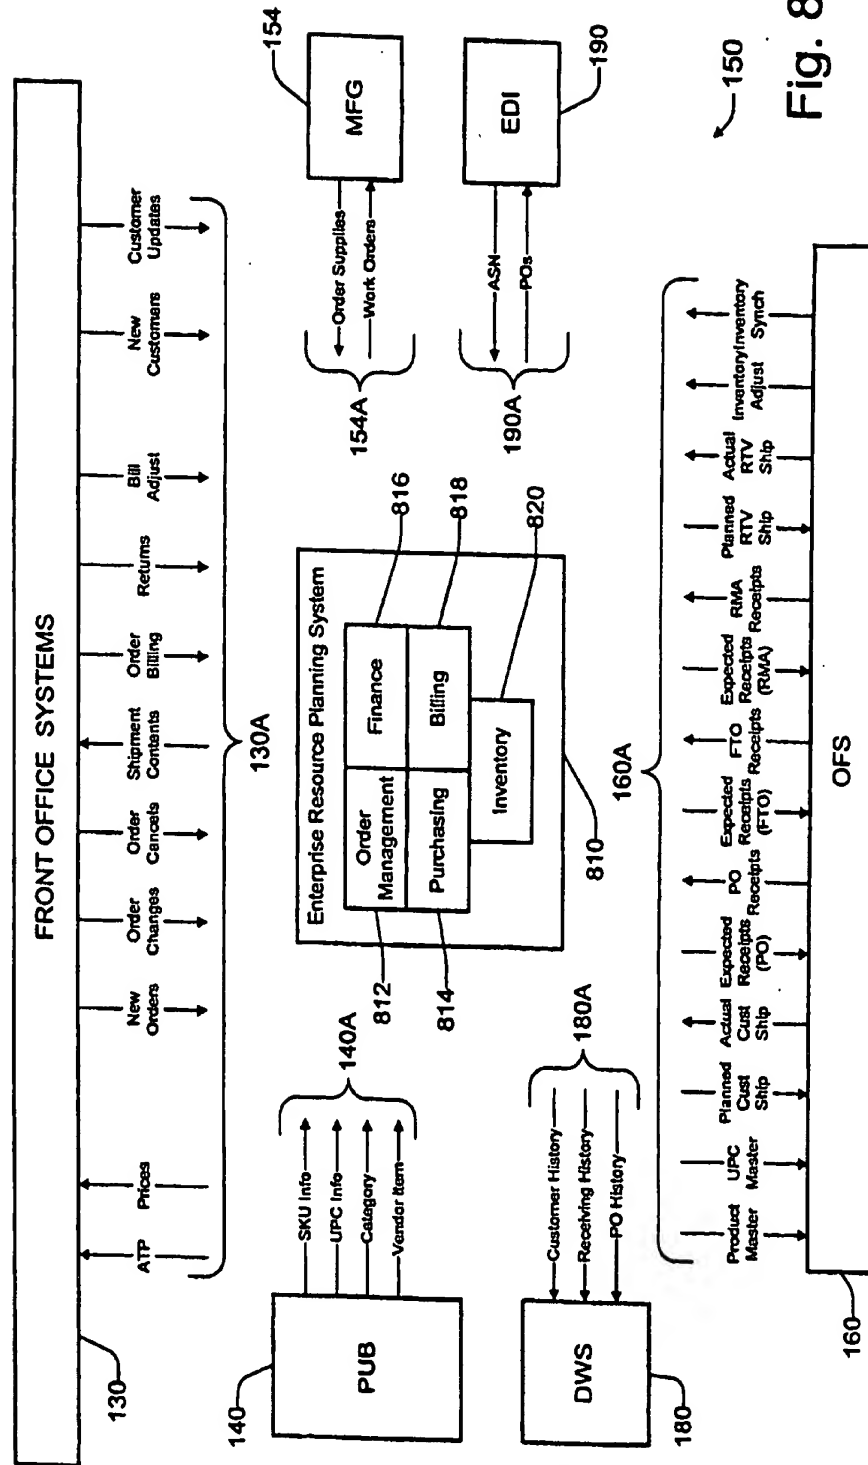 FRONT OFFICE SYSTEMS
130
ATP
Prices
New
Orders
Order
Changes
Order
Cancels
Shipment
Contents
Order
Billing
Returns
Bill
Adjust
New
Customers
Customer
Updates
130A
140
PUB
SKU Info
UPC Info
Category
Vendor Item
140A
Enterprise Resource Planning System
Order
Management
Finance
Purchasing
Billing
Inventory
812
814
816
818
820
810
154
MFG
Order Supplies
Work Orders
154A
180
DWS
Customer History
Receiving History
PO History
180A
190
EDI
ASN
POs
190A
160A
Product
Master
UPC
Master
Planned
Cust
Ship
Actual
Cust
Ship
Expected
Receipts
(PO)
PO
Receipts
Expected
Receipts
(FTO)
FTO
Receipts
Expected
Receipts
(RMA)
RMA
Receipts
Planned
RTV
Ship
Actual
RTV
Ship
Inventory
Adjust
Inventory
Synch
OFS
160
150
Fig. 8